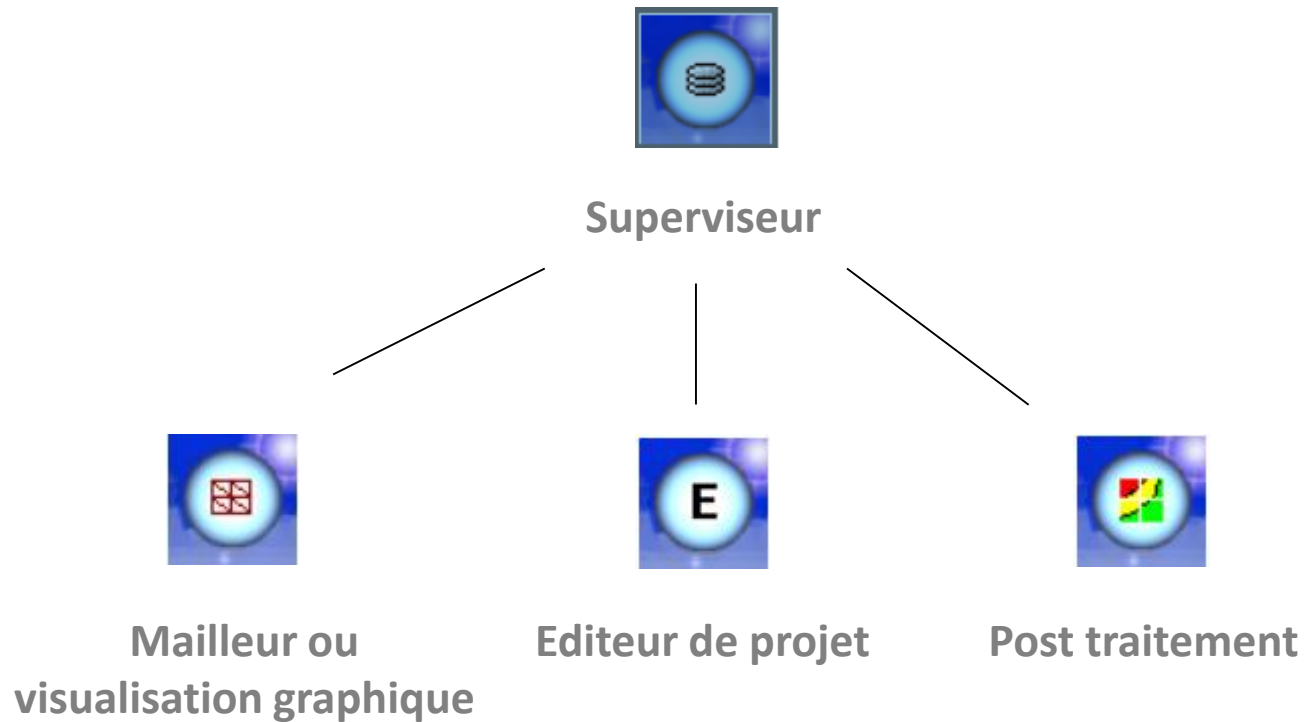 Superviseur
E
Mailleur ou
visualisation graphique
Editeur de projet
Post traitement